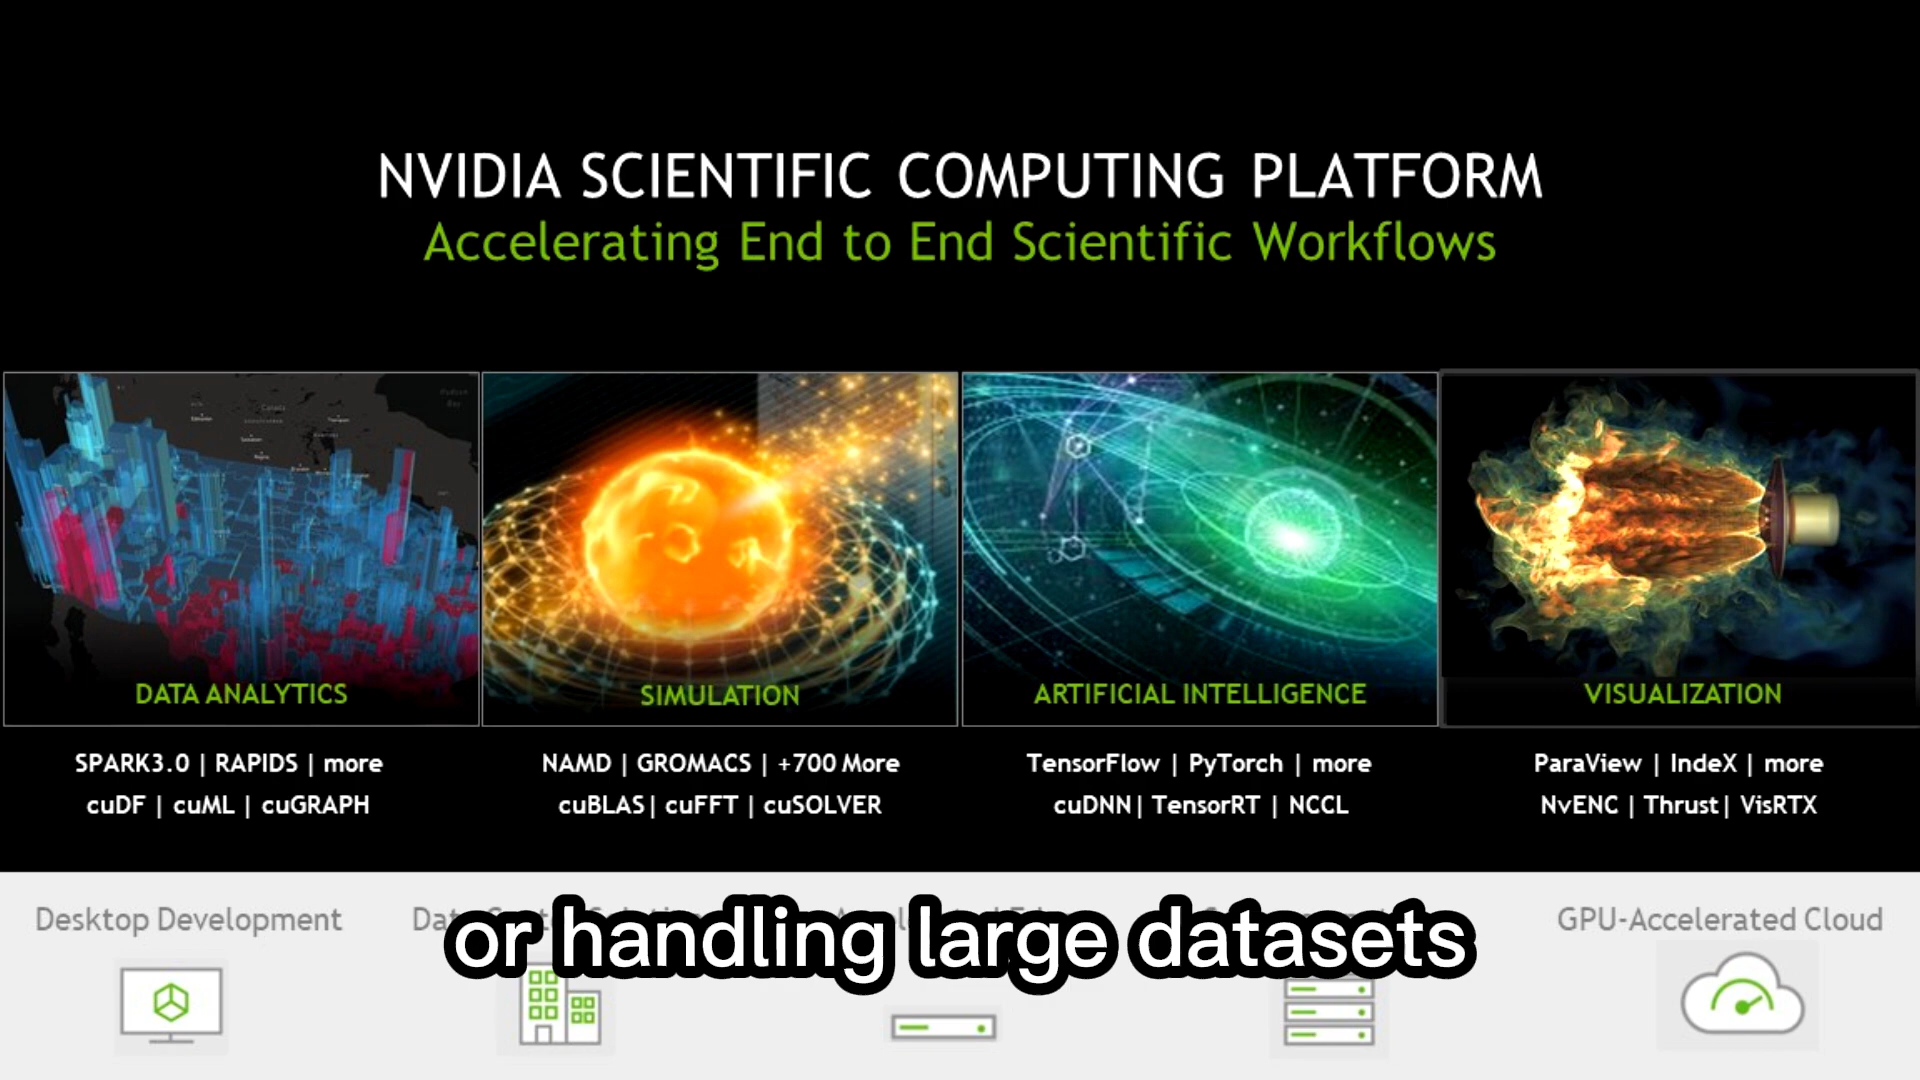 NVIDIA SCIENTIFIC COMPUTING PLATFORM
Accelerating End to End Scientific Workflows
DATA ANALYTICS
SIMULATION
ARTIFICIAL INTELLIGENCE
VISUALIZATION
SPARK3.0 | RAPIDS | more
cuDF | cuML | cuGRAPH
NAMD | GROMACS | +700 More
cuBLAS| cuFFT | cuSOLVER
TensorFlow | PyTorch | more
cuDNN| TensorRT | NCCL
ParaView | IndeX | more
NvENC | Thrust| VisRTX
Desktop Development
GPU-Accelerated Cloud
or handling large datasets